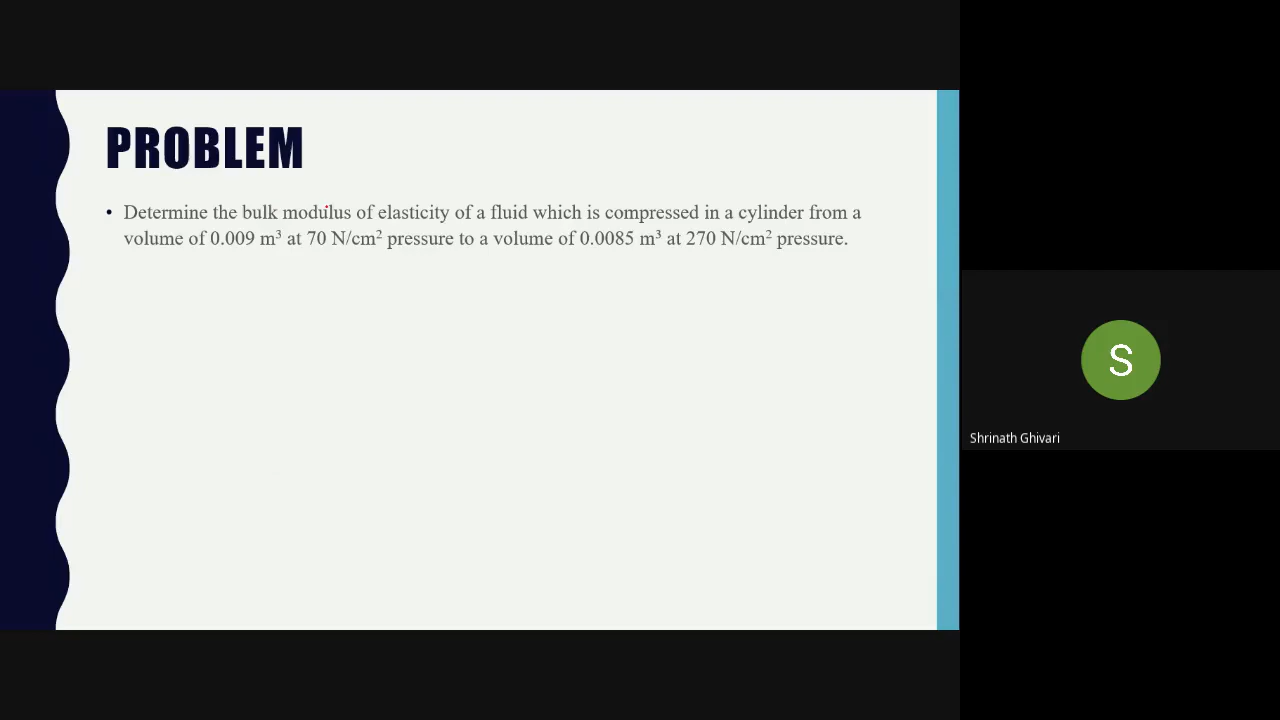 PROBLEM
• Determine the bulk modulus of elasticity of a fluid which is compressed in a cylinder from a
volume of 0.009 m³ at 70 N/cm² pressure to a volume of 0.0085 m³ at 270 N/cm² pressure.
S
Shrinath Ghivari